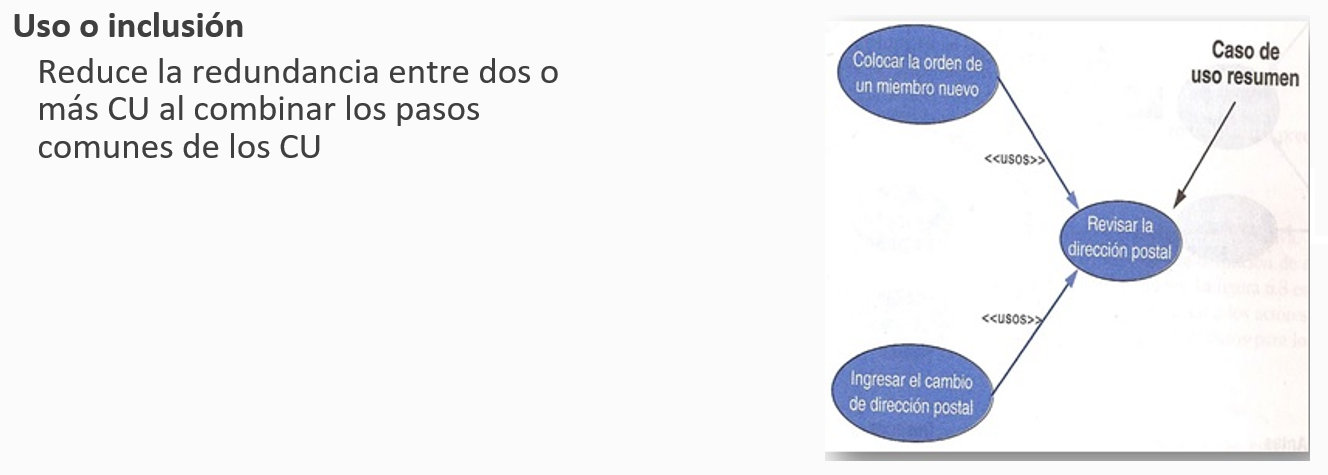 Uso o inclusión
Reduce la redundancia entre dos o
más CU al combinar los pasos
comunes de los CU
Colocar la orden de
un miembro nuevo
Caso de
uso resumen
<<usos>>
Revisar la
dirección postal
<<usos>>
Ingresar el cambio
de dirección postal